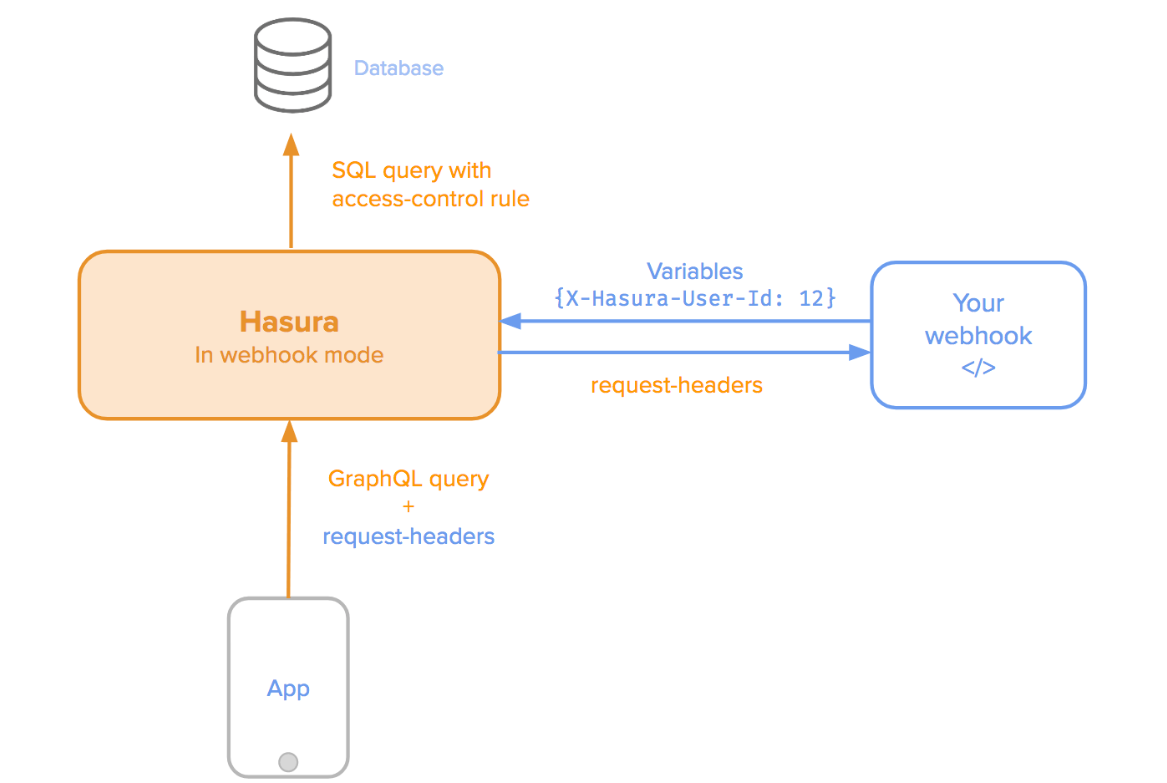 Database
SQL query with
access-control rule
Variables
{X-Hasura-User-Id: 12}
Your
webhook
</>
Hasura
In webhook mode
request-headers
GraphQL query
+
request-headers
App